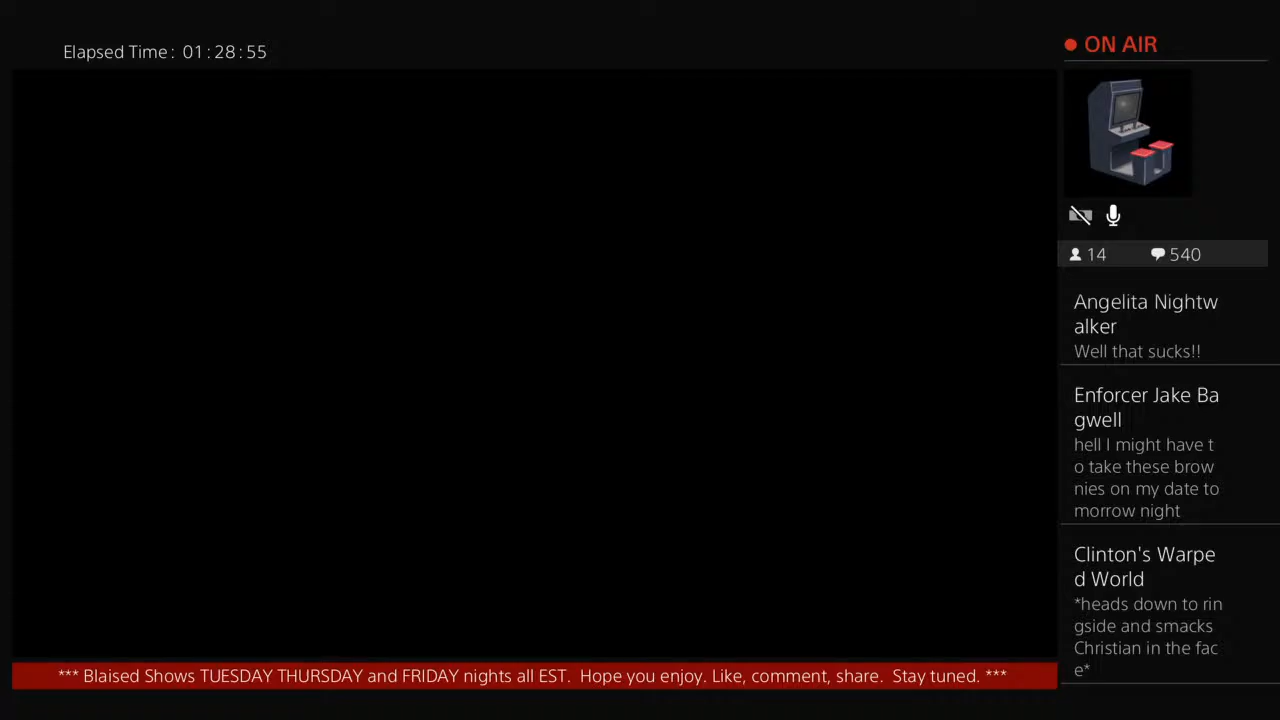 Elapsed Time: 01:28:55
ON AIR
14 540
Angelita Nightw
alker
Well that sucks!!
Enforcer Jake Ba
gwell
hell I might have t
o take these brow
nies on my date to
morrow night
Clinton's Warpe
d World
*heads down to rin
gside and smacks
Christian in the fac
e*
*** Blaised Shows TUESDAY THURSDAY and FRIDAY nights all EST.  Hope you enjoy. Like, comment, share.  Stay tuned. ***